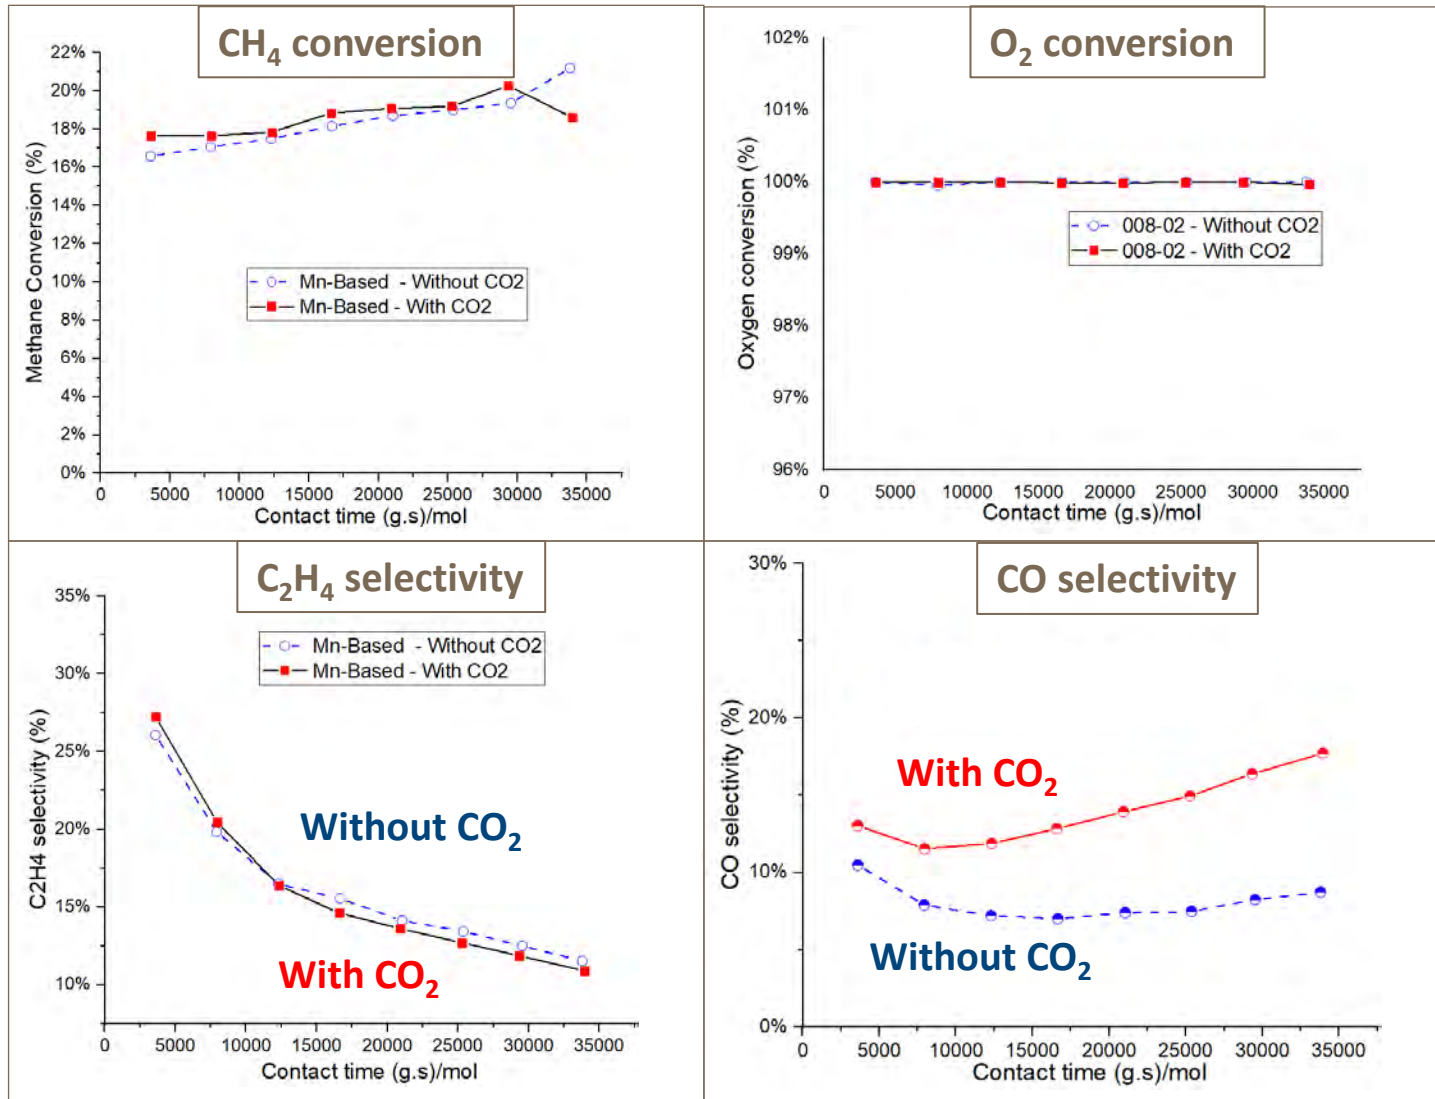 CH₄ conversion
22%
20%
18%
16%
14%
12%
10%
8%
6%
4%
2%
0%
Methane Conversion (%)
Mn-Based - Without CO2
Mn-Based - With CO2
0 5000 10000 15000 20000 25000 30000 35000
Contact time (g.s)/mol
O₂ conversion
102%
101%
100%
99%
98%
97%
96%
Oxygen conversion (%)
008-02 - Without CO2
008-02 - With CO2
0 5000 10000 15000 20000 25000 30000 35000
Contact time (g.s)/mol
C₂H₄ selectivity
35%
30%
25%
20%
15%
10%
C2H4 selectivity (%)
Mn-Based - Without CO2
Mn-Based - With CO2
Without CO₂
With CO₂
0 5000 10000 15000 20000 25000 30000 35000
Contact time (g.s)/mol
CO selectivity
30%
20%
10%
0%
CO selectivity (%)
With CO₂
Without CO₂
0 5000 10000 15000 20000 25000 30000 35000
Contact time (g.s)/mol